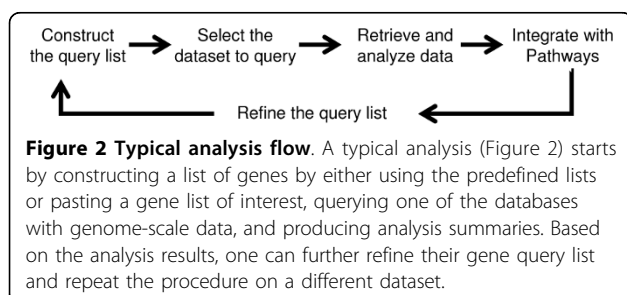 Construct the query list
Select the dataset to query
Retrieve and analyze data
Integrate with Pathways
Refine the query list
Figure 2 Typical analysis flow. A typical analysis (Figure 2) starts
by constructing a list of genes by either using the predefined lists
or pasting a gene list of interest, querying one of the databases
with genome-scale data, and producing analysis summaries. Based
on the analysis results, one can further refine their gene query list
and repeat the procedure on a different dataset.